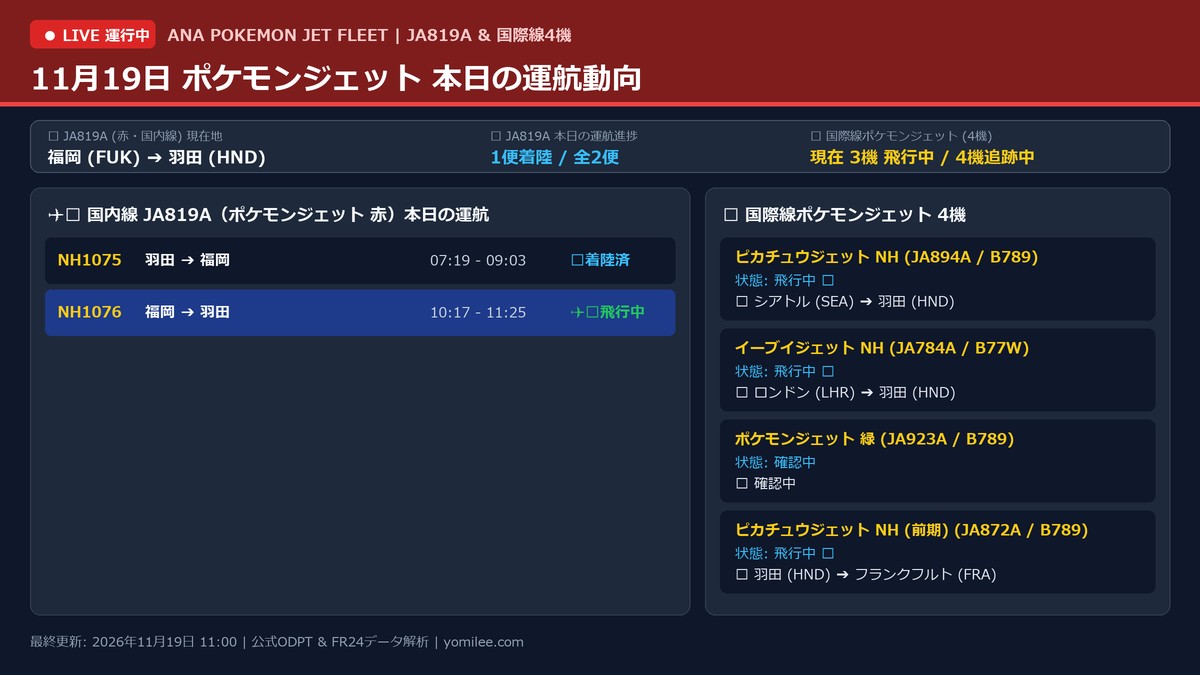 ● LIVE 運行中 ANA POKEMON JET FLEET | JA819A & 国際線4機
11月19日 ポケモンジェット 本日の運航動向
□ JA819A (赤・国内線) 現在地
福岡 (FUK) → 羽田 (HND)
□ JA819A 本日の運航進捗
1便着陸 / 全2便
□ 国際線ポケモンジェット (4機)
現在 3機 飛行中 / 4機追跡中
✈□ 国内線 JA819A（ポケモンジェット 赤）本日の運航
NH1075 羽田 → 福岡 07:19 - 09:03 □着陸済
NH1076 福岡 → 羽田 10:17 - 11:25 ✈□飛行中
□ 国際線ポケモンジェット 4機
ピカチュウジェット NH (JA894A / B789)
状態: 飛行中 □
□ シアトル (SEA) → 羽田 (HND)
イーブイジェット NH (JA784A / B77W)
状態: 飛行中 □
□ ロンドン (LHR) → 羽田 (HND)
ポケモンジェット 緑 (JA923A / B789)
状態: 確認中
□ 確認中
ピカチュウジェット NH (前期) (JA872A / B789)
状態: 飛行中 □
□ 羽田 (HND) → フランクフルト (FRA)
最終更新: 2026年11月19日 11:00 | 公式ODPT & FR24データ解析 | yomilee.com